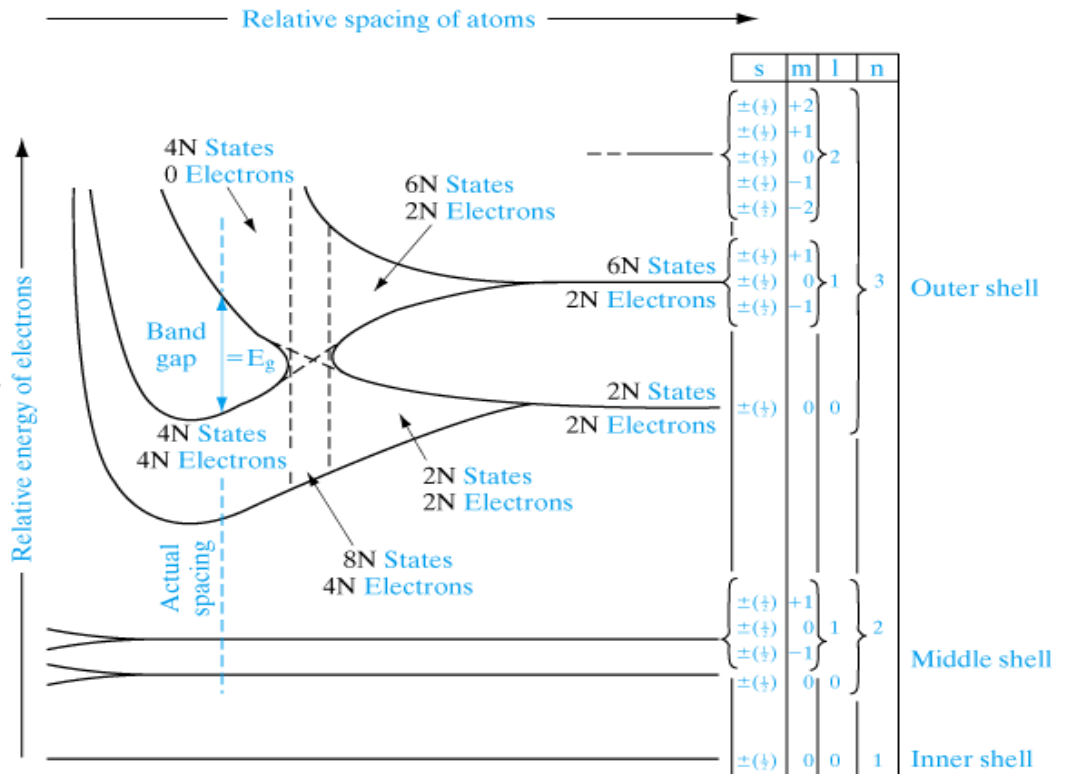 Relative spacing of atoms
s m l n
±(½) +2
±(½) +1
±(½) 0 2
±(½) −1
±(½) −2
4N States
0 Electrons
6N States
2N Electrons
±(½) +1
6N States ±(½) 0 1 3 Outer shell
2N Electrons ±(½) −1
Relative energy of electrons
Band
gap = Eg
2N States
2N Electrons ±(½) 0 0
4N States
4N Electrons
2N States
2N Electrons
8N States
4N Electrons
Actual
spacing
±(½) +1
±(½) 0 1 2
±(½) −1
Middle shell
±(½) 0 0
±(½) 0 0 1 Inner shell